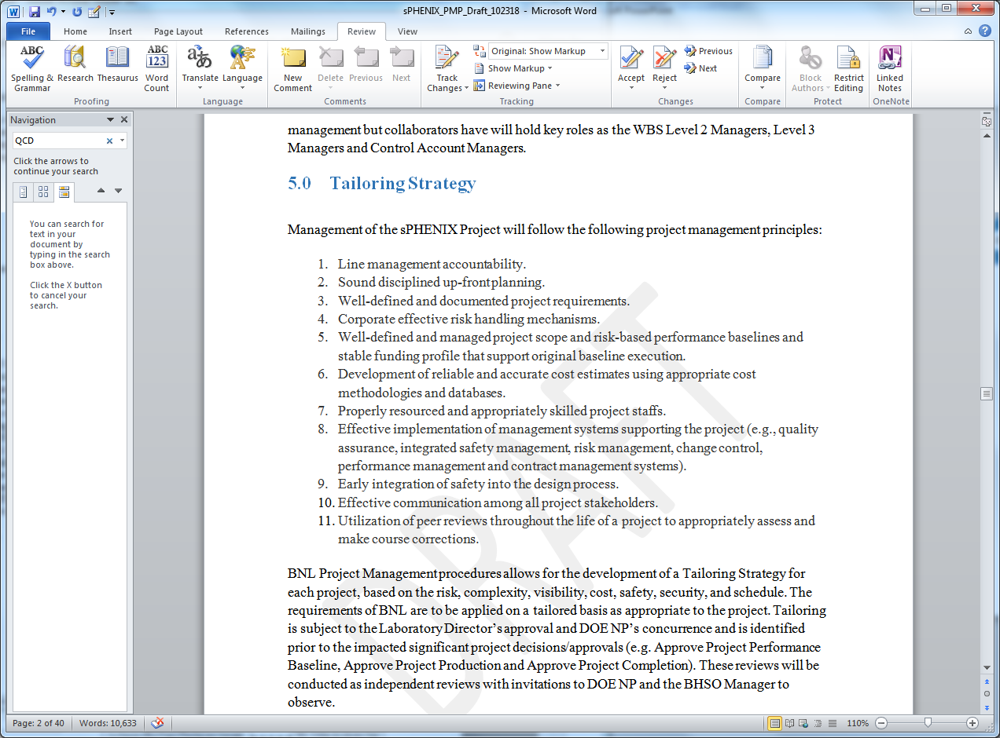 sPHENIX_PMP_Draft_102318 - Microsoft Word
File Home Insert Page Layout References Mailings Review View
ABC
Spelling & Grammar
Research
Thesaurus
ABC 123
Word Count
Proofing
Translate
Language
Language
New Comment
Delete
Previous
Next
Comments
Track Changes
Original: Show Markup
Show Markup
Reviewing Pane
Tracking
Accept
Reject
Previous
Next
Changes
Compare
Compare
Block Authors
Restrict Editing
Protect
Linked Notes
OneNote
Navigation
QCD
Click the arrows to
continue your search
You can search for
text in your
document by
typing in the search
box above.
Click the X button
to cancel your
search.
management but collaborators have will hold key roles as the WBS Level 2 Managers, Level 3
Managers and Control Account Managers.
5.0 Tailoring Strategy
Management of the sPHENIX Project will follow the following project management principles:
1. Line management accountability.
2. Sound disciplined up-front planning.
3. Well-defined and documented project requirements.
4. Corporate effective risk handling mechanisms.
5. Well-defined and managed project scope and risk-based performance baselines and
stable funding profile that support original baseline execution.
6. Development of reliable and accurate cost estimates using appropriate cost
methodologies and databases.
7. Properly resourced and appropriately skilled project staffs.
8. Effective implementation of management systems supporting the project (e.g., quality
assurance, integrated safety management, risk management, change control,
performance management and contract management systems).
9. Early integration of safety into the design process.
10. Effective communication among all project stakeholders.
11. Utilization of peer reviews throughout the life of a project to appropriately assess and
make course corrections.
BNL Project Management procedures allows for the development of a Tailoring Strategy for
each project, based on the risk, complexity, visibility, cost, safety, security, and schedule. The
requirements of BNL are to be applied on a tailored basis as appropriate to the project. Tailoring
is subject to the Laboratory Director's approval and DOE NP's concurrence and is identified
prior to the impacted significant project decisions/approvals (e.g. Approve Project Performance
Baseline, Approve Project Production and Approve Project Completion). These reviews will be
conducted as independent reviews with invitations to DOE NP and the BHSO Manager to
observe.
DRAFT
Page: 2 of 40 Words: 10,633 110%